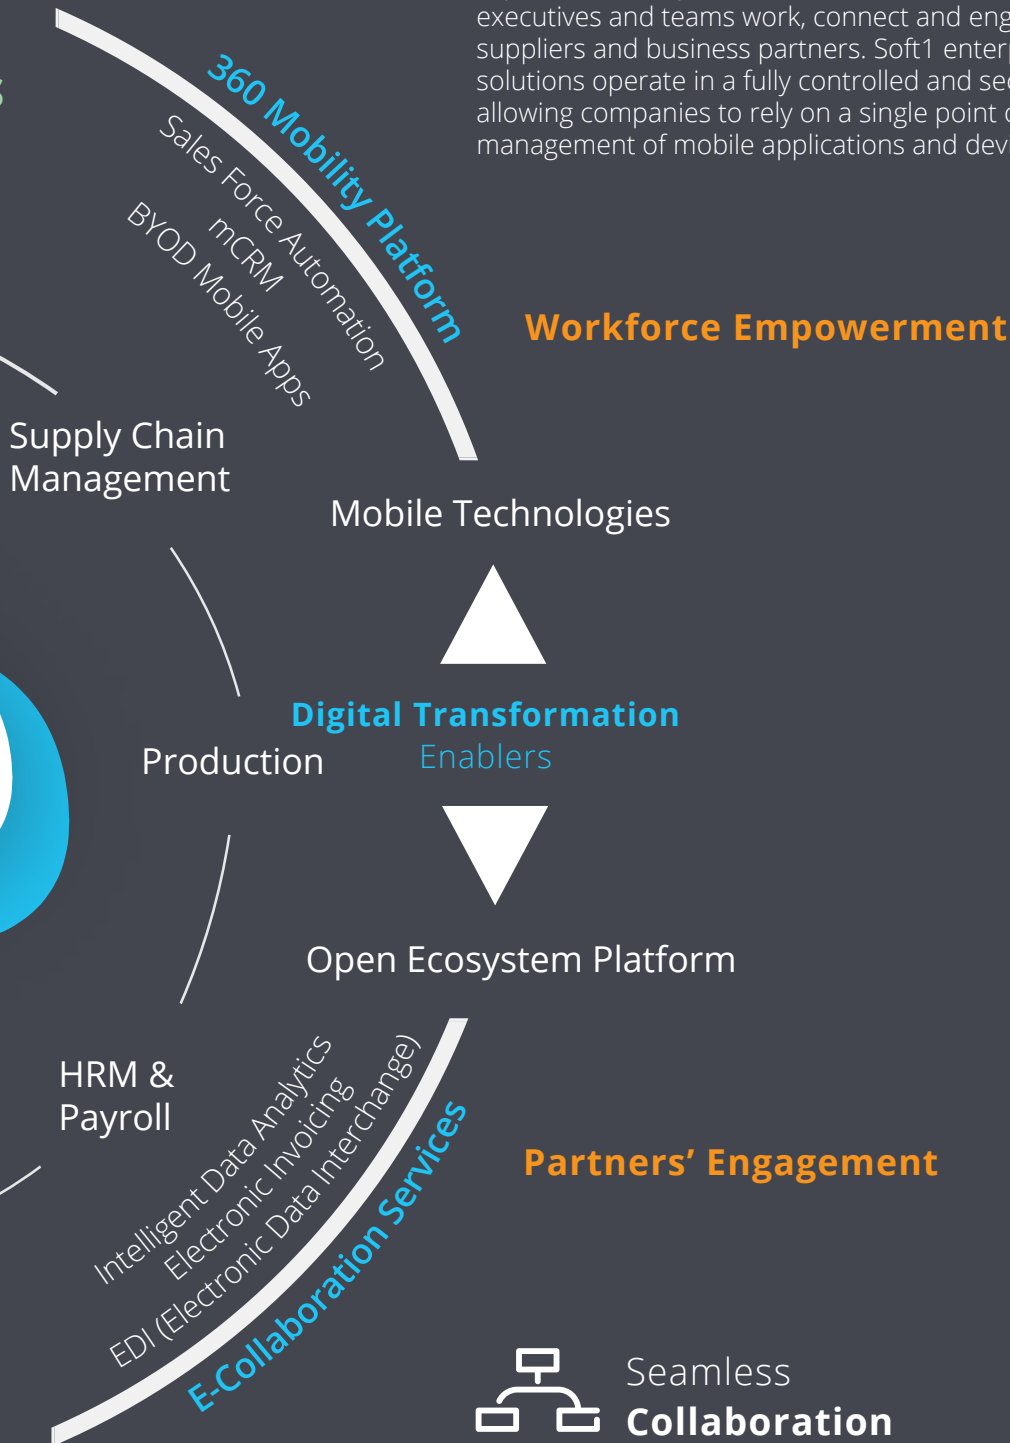 executives and teams work, connect and eng
suppliers and business partners. Soft1 enterp
solutions operate in a fully controlled and sec
allowing companies to rely on a single point o
management of mobile applications and devi
360 Mobility Platform
Sales Force Automation
mCRM
BYOD Mobile Apps
Workforce Empowerment
Supply Chain
Management
Mobile Technologies
Digital Transformation
Enablers
Production
Open Ecosystem Platform
HRM &
Payroll
Intelligent Data Analytics
Electronic Invoicing
EDI (Electronic Data Interchange)
E-Collaboration Services
Partners’ Engagement
Seamless
Collaboration